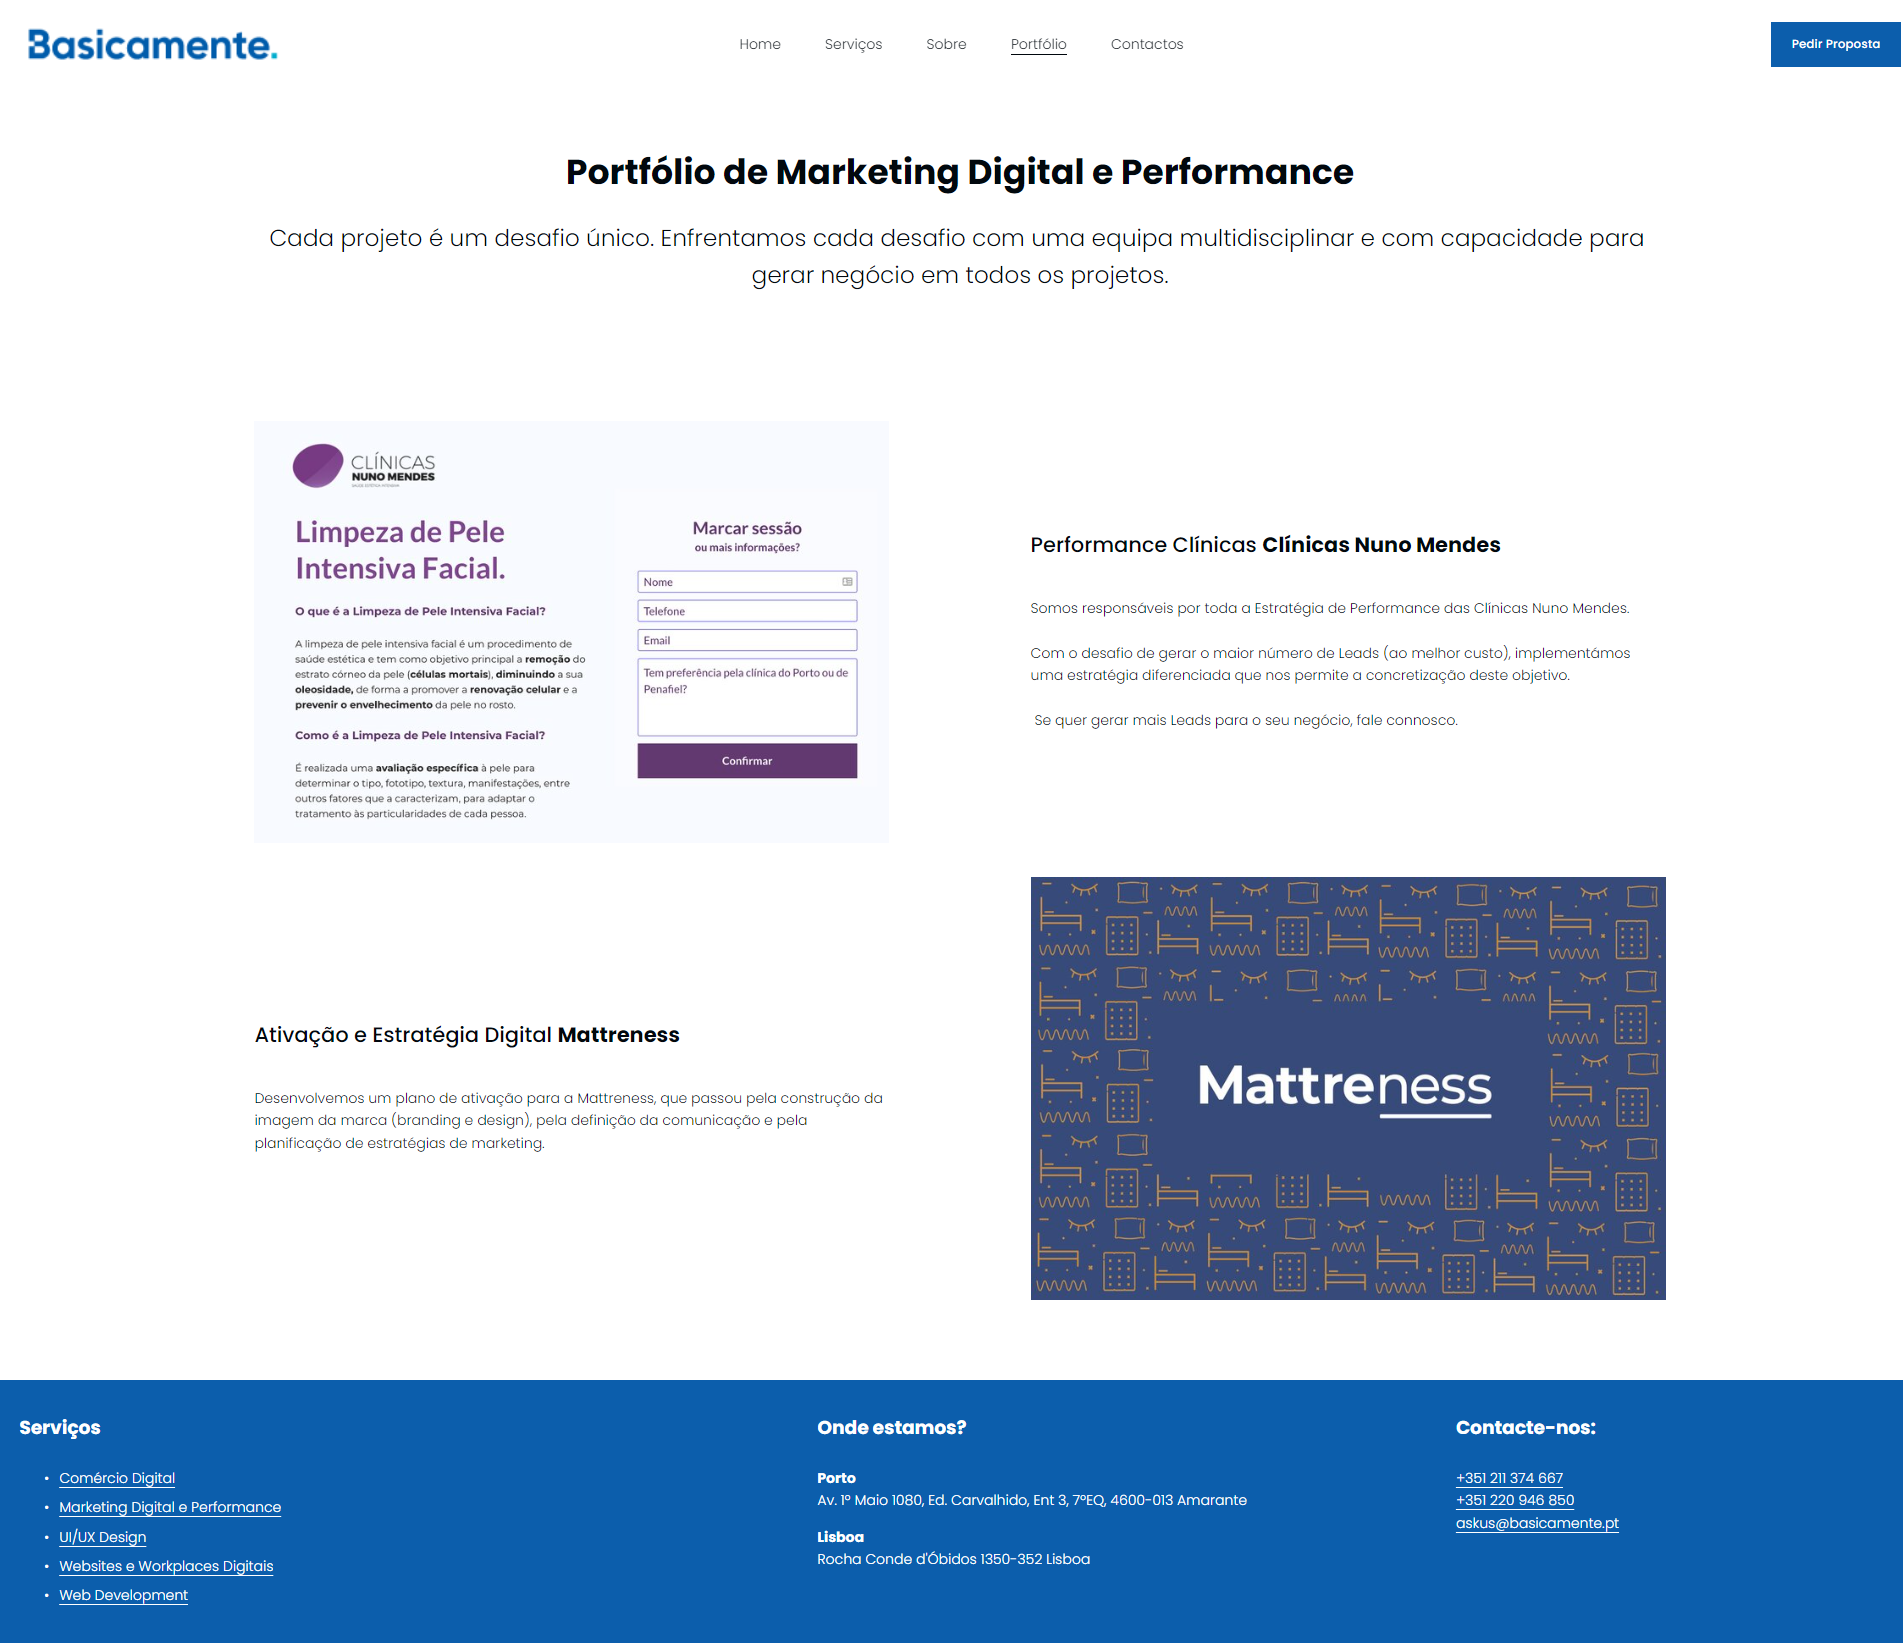 Basicamente.
Home
Serviços
Sobre
Portfólio
Contactos
Pedir Proposta
Portfólio de Marketing Digital e Performance
Cada projeto é um desafio único. Enfrentamos cada desafio com uma equipa multidisciplinar e com capacidade para
gerar negócio em todos os projetos.
CLÍNICAS
NUNO MENDES
Limpeza de Pele
Intensiva Facial.
O que é a Limpeza de Pele Intensiva Facial?
A limpeza de pele intensiva facial é um procedimento de
saúde estética e tem como objetivo principal a remoção do
estrato córneo da pele (células mortais), diminuindo a sua
oleosidade, de forma a promover a renovação celular e a
prevenir o envelhecimento da pele no rosto.
Como é a Limpeza de Pele Intensiva Facial?
É realizada uma avaliação específica à pele para
determinar o tipo, fototipo, textura, manifestações, entre
outros fatores que a caracterizam, para adaptar o
tratamento às particularidades de cada pessoa.
Marcar sessão
ou mais informações?
Nome
Telefone
Email
Tem preferência pela clínica do Porto ou de
Penafiel?
Confirmar
Performance Clínicas Clínicas Nuno Mendes
Somos responsáveis por toda a Estratégia de Performance das Clínicas Nuno Mendes.
Com o desafio de gerar o maior número de Leads (ao melhor custo), implementámos
uma estratégia diferenciada que nos permite a concretização deste objetivo.
Se quer gerar mais Leads para o seu negócio, fale connosco.
Ativação e Estratégia Digital Mattreness
Desenvolvemos um plano de ativação para a Mattreness, que passou pela construção da
imagem da marca (branding e design), pela definição da comunicação e pela
planificação de estratégias de marketing.
Mattreness
Serviços
• Comércio Digital
• Marketing Digital e Performance
• UI/UX Design
• Websites e Workplaces Digitais
• Web Development
Onde estamos?
Porto
Av. 1º Maio 1080, Ed. Carvalhido, Ent 3, 7ºEQ, 4600-013 Amarante
Lisboa
Rocha Conde d'Óbidos 1350-352 Lisboa
Contacte-nos:
+351 211 374 667
+351 220 946 850
askus@basicamente.pt